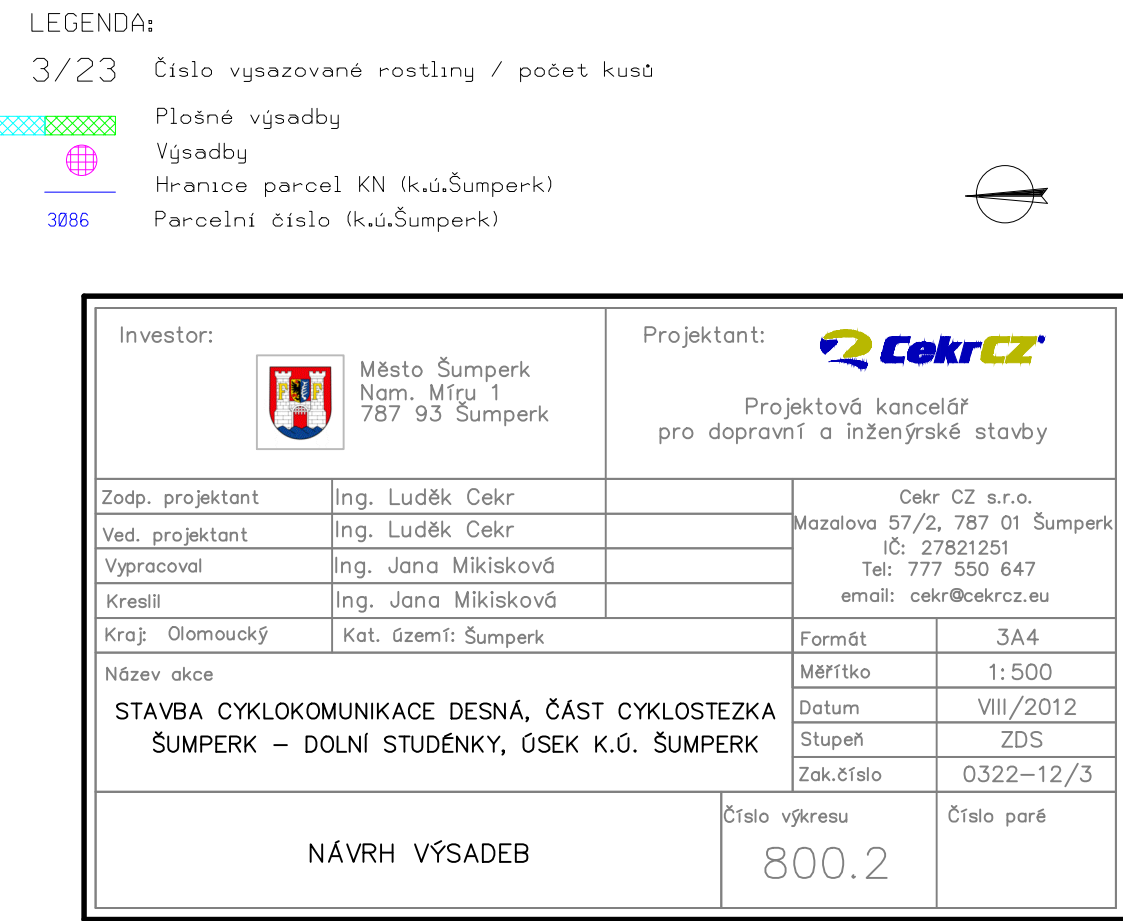 LEGENDA:
3/23 Číslo vysazované rostliny / počet kusů
Plošné výsadby
Výsadby
Hranice parcel KN (k.ú.Šumperk)
3086 Parcelní číslo (k.ú.Šumperk)
Investor:
Město Šumperk
Nam. Míru 1
787 93 Šumperk
Projektant:
CekrCZ
Projektová kancelář
pro dopravní a inženýrské stavby
Zodp. projektant Ing. Luděk Cekr
Ved. projektant Ing. Luděk Cekr
Vypracoval Ing. Jana Mikisková
Kreslil Ing. Jana Mikisková
Cekr CZ s.r.o.
Mazalova 57/2, 787 01 Šumperk
IČ: 27821251
Tel: 777 550 647
email: cekr@cekrcz.eu
Kraj: Olomoucký Kat. území: Šumperk
Formát 3A4
Měřítko 1:500
Datum VIII/2012
Stupeň ZDS
Zak.číslo 0322-12/3
Název akce
STAVBA CYKLOKOMUNIKACE DESNÁ, ČÁST CYKLOSTEZKA
ŠUMPERK – DOLNÍ STUDÉNKY, ÚSEK K.Ú. ŠUMPERK
NÁVRH VÝSADEB
Číslo výkresu
800.2
Číslo paré